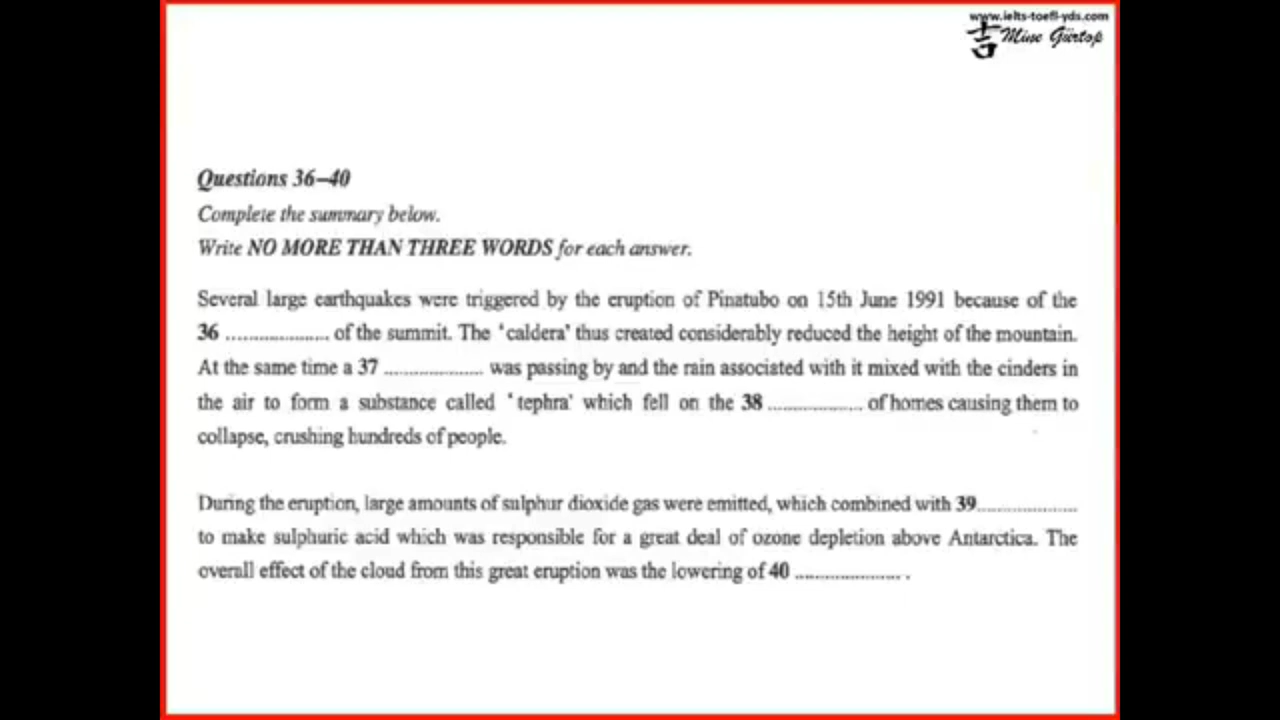 www.ielts-toefl-yds.com
吉 Mine Gürtop
Questions 36–40
Complete the summary below.
Write NO MORE THAN THREE WORDS for each answer.
Several large earthquakes were triggered by the eruption of Pinatubo on 15th June 1991 because of the
36 ..................... of the summit. The 'caldera' thus created considerably reduced the height of the mountain.
At the same time a 37 .................... was passing by and the rain associated with it mixed with the cinders in
the air to form a substance called 'tephra' which fell on the 38 ................... of homes causing them to
collapse, crushing hundreds of people.
During the eruption, large amounts of sulphur dioxide gas were emitted, which combined with 39....................
to make sulphuric acid which was responsible for a great deal of ozone depletion above Antarctica. The
overall effect of the cloud from this great eruption was the lowering of 40 ..................... .